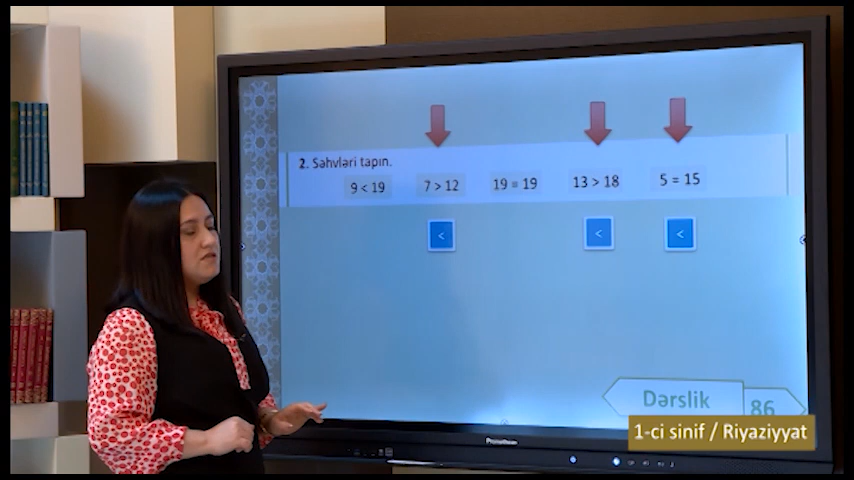 2. Səhvləri tapın.
9 < 19 7 > 12 19 = 19 13 > 18 5 = 15
< < <
Dərslik 86
1-ci sinif / Riyaziyyat
Promethean